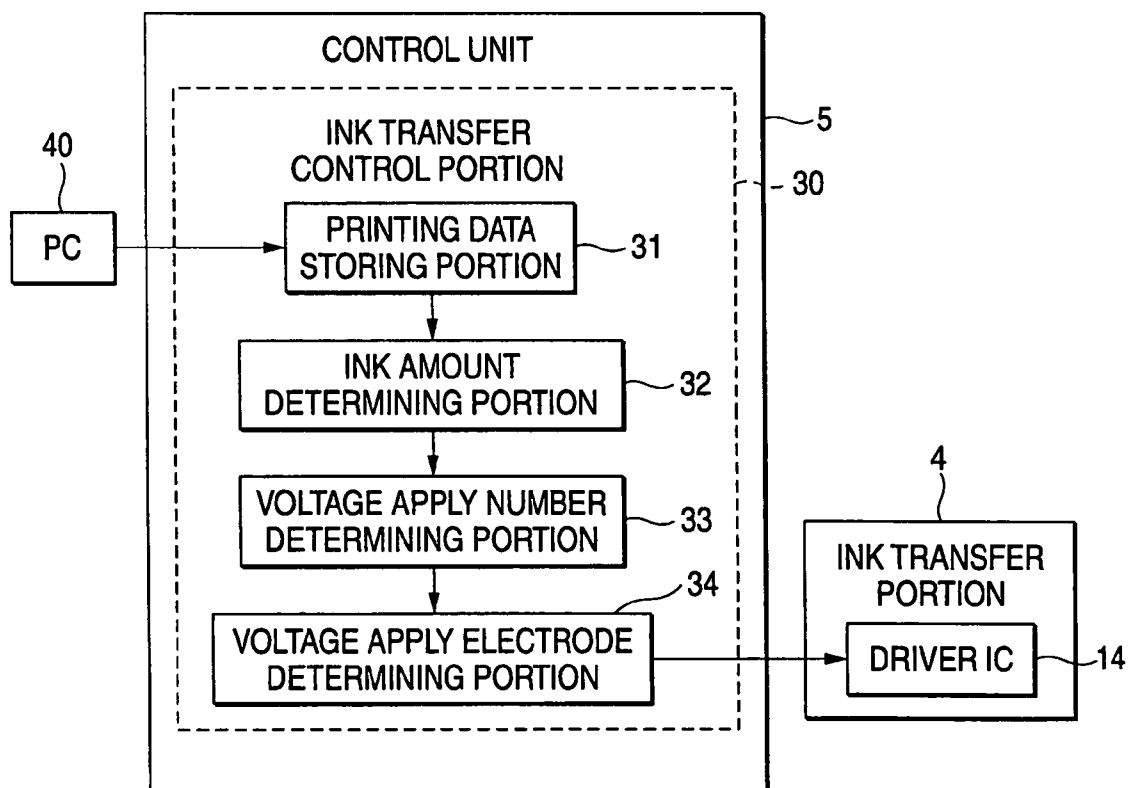 CONTROL UNIT
5
INK TRANSFER
CONTROL PORTION
30
40
PC
PRINTING DATA
STORING PORTION
31
INK AMOUNT
DETERMINING PORTION
32
VOLTAGE APPLY NUMBER
DETERMINING PORTION
33
34
VOLTAGE APPLY ELECTRODE
DETERMINING PORTION
4
INK TRANSFER
PORTION
DRIVER IC
14